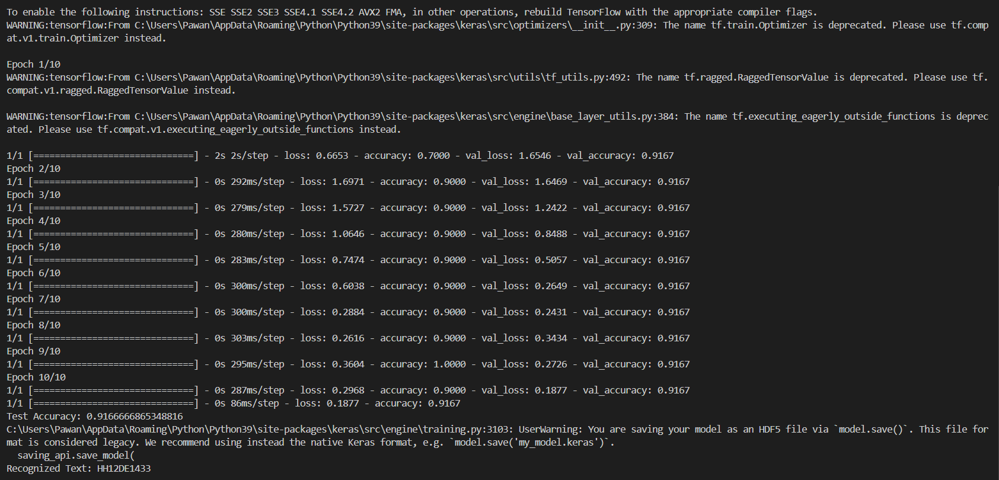 To enable the following instructions: SSE SSE2 SSE3 SSE4.1 SSE4.2 AVX2 FMA, in other operations, rebuild TensorFlow with the appropriate compiler flags.
WARNING:tensorflow:From C:\Users\Pawan\AppData\Roaming\Python\Python39\site-packages\keras\src\optimizers\__init__.py:309: The name tf.train.Optimizer is deprecated. Please use tf.comp
at.v1.train.Optimizer instead.

Epoch 1/10
WARNING:tensorflow:From C:\Users\Pawan\AppData\Roaming\Python\Python39\site-packages\keras\src\utils\tf_utils.py:492: The name tf.ragged.RaggedTensorValue is deprecated. Please use tf.
compat.v1.ragged.RaggedTensorValue instead.

WARNING:tensorflow:From C:\Users\Pawan\AppData\Roaming\Python\Python39\site-packages\keras\src\engine\base_layer_utils.py:384: The name tf.executing_eagerly_outside_functions is deprec
ated. Please use tf.compat.v1.executing_eagerly_outside_functions instead.

1/1 [==============================] - 2s 2s/step - loss: 0.6653 - accuracy: 0.7000 - val_loss: 1.6546 - val_accuracy: 0.9167
Epoch 2/10
1/1 [==============================] - 0s 292ms/step - loss: 1.6971 - accuracy: 0.9000 - val_loss: 1.6469 - val_accuracy: 0.9167
Epoch 3/10
1/1 [==============================] - 0s 279ms/step - loss: 1.5727 - accuracy: 0.9000 - val_loss: 1.2422 - val_accuracy: 0.9167
Epoch 4/10
1/1 [==============================] - 0s 280ms/step - loss: 1.0646 - accuracy: 0.9000 - val_loss: 0.8488 - val_accuracy: 0.9167
Epoch 5/10
1/1 [==============================] - 0s 283ms/step - loss: 0.7474 - accuracy: 0.9000 - val_loss: 0.5057 - val_accuracy: 0.9167
Epoch 6/10
1/1 [==============================] - 0s 300ms/step - loss: 0.6038 - accuracy: 0.9000 - val_loss: 0.2649 - val_accuracy: 0.9167
Epoch 7/10
1/1 [==============================] - 0s 300ms/step - loss: 0.2884 - accuracy: 0.9000 - val_loss: 0.2431 - val_accuracy: 0.9167
Epoch 8/10
1/1 [==============================] - 0s 303ms/step - loss: 0.2616 - accuracy: 0.9000 - val_loss: 0.3434 - val_accuracy: 0.9167
Epoch 9/10
1/1 [==============================] - 0s 295ms/step - loss: 0.3604 - accuracy: 1.0000 - val_loss: 0.2726 - val_accuracy: 0.9167
Epoch 10/10
1/1 [==============================] - 0s 287ms/step - loss: 0.2968 - accuracy: 0.9000 - val_loss: 0.1877 - val_accuracy: 0.9167
1/1 [==============================] - 0s 86ms/step - loss: 0.1877 - accuracy: 0.9167
Test Accuracy: 0.9166666865348816
C:\Users\Pawan\AppData\Roaming\Python\Python39\site-packages\keras\src\engine\training.py:3103: UserWarning: You are saving your model as an HDF5 file via `model.save()`. This file for
mat is considered legacy. We recommend using instead the native Keras format, e.g. `model.save('my_model.keras')`.
  saving_api.save_model(
Recognized Text: HH12DE1433